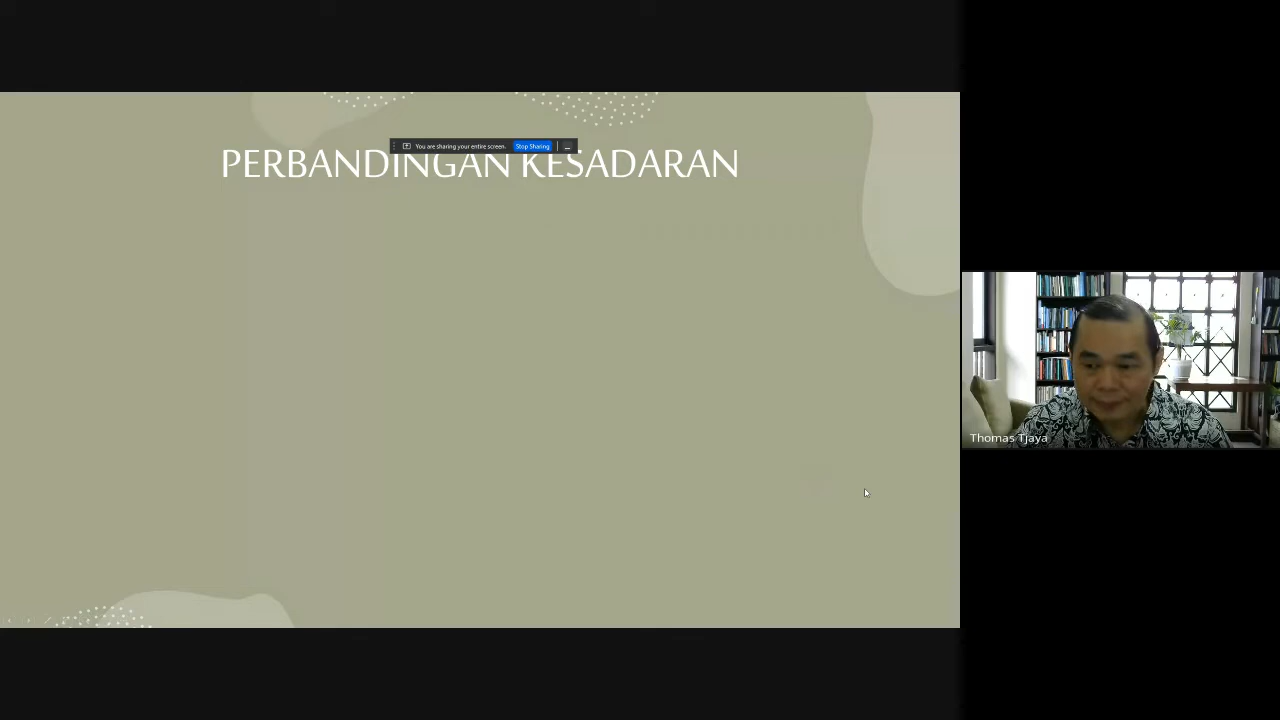 You are sharing your entire screen.
Stop Sharing
PERBANDINGAN KESADARAN
Thomas Tjaya